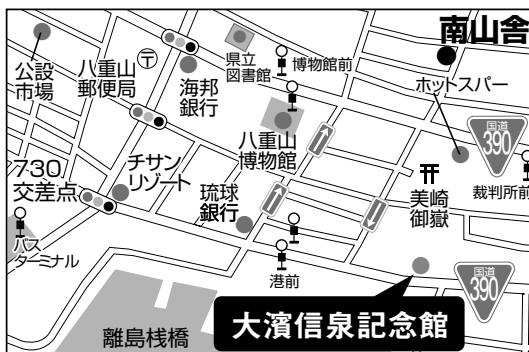 南山舎
公設
市場
八重山
郵便局
〒
海邦
銀行
県立
図書館
博物館前
ホットスパー
国道
390
八重山
博物館
730
交差点
チサン
リゾート
琉球
銀行
美崎
御嶽
裁判所前
バス
ターミナル
港前
国道
390
離島桟橋
大濱信泉記念館